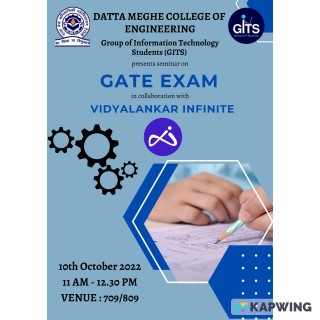 DATTA MEGHE COLLEGE OF
ENGINEERING
Group of Information Technology
Students (GITS)
presents seminar on
GATE EXAM
in collaboration with
VIDYALANKAR INFINITE
GITS
10th October 2022
11 AM - 12.30 PM
VENUE : 709/809
KAPWING